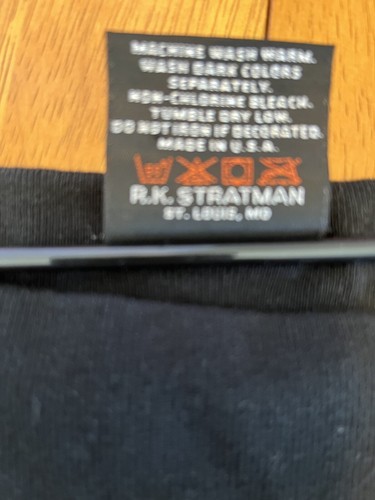 MACHINE WASH WARM.
WASH DARK COLORS
SEPARATELY.
NON-CHLORINE BLEACH.
TUMBLE DRY LOW.
DO NOT IRON IF DECORATED.
MADE IN U.S.A.
R.K. STRATMAN
ST. LOUIS, MO